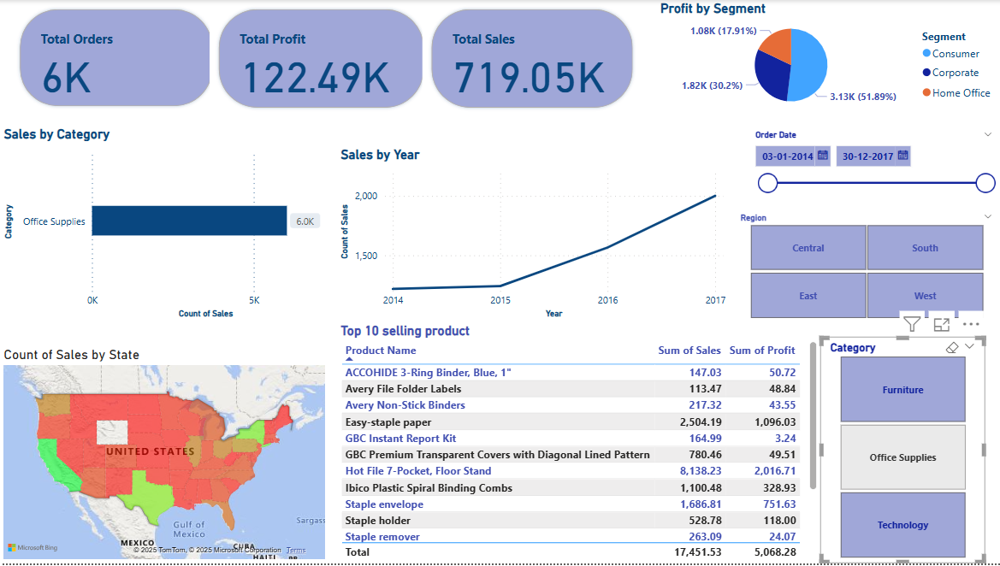 Total Orders
6K
Total Profit
122.49K
Total Sales
719.05K
Profit by Segment
1.08K (17.91%)
1.82K (30.2%)
3.13K (51.89%)
Segment
Consumer
Corporate
Home Office
Sales by Category
Category
Office Supplies
6.0K
0K 5K
Count of Sales
Sales by Year
Count of Sales
2,000
1,500
2014 2015 2016 2017
Year
Order Date
03-01-2014 30-12-2017
Region
Central South
East West
Count of Sales by State
UNITED STATES
Gulf of
Mexico
Sargass
MEXICO
CUBA
HAITI
Microsoft Bing
© 2025 TomTom, © 2025 Microsoft Corporation Terms
Top 10 selling product
Product Name Sum of Sales Sum of Profit
ACCOHIDE 3-Ring Binder, Blue, 1" 147.03 50.72
Avery File Folder Labels 113.47 48.84
Avery Non-Stick Binders 217.32 43.55
Easy-staple paper 2,504.19 1,096.03
GBC Instant Report Kit 164.99 3.24
GBC Premium Transparent Covers with Diagonal Lined Pattern 780.46 49.51
Hot File 7-Pocket, Floor Stand 8,138.23 2,016.71
Ibico Plastic Spiral Binding Combs 1,100.48 328.93
Staple envelope 1,686.81 751.63
Staple holder 528.78 118.00
Staple remover 263.09 24.07
Total 17,451.53 5,068.28
Category
Furniture
Office Supplies
Technology